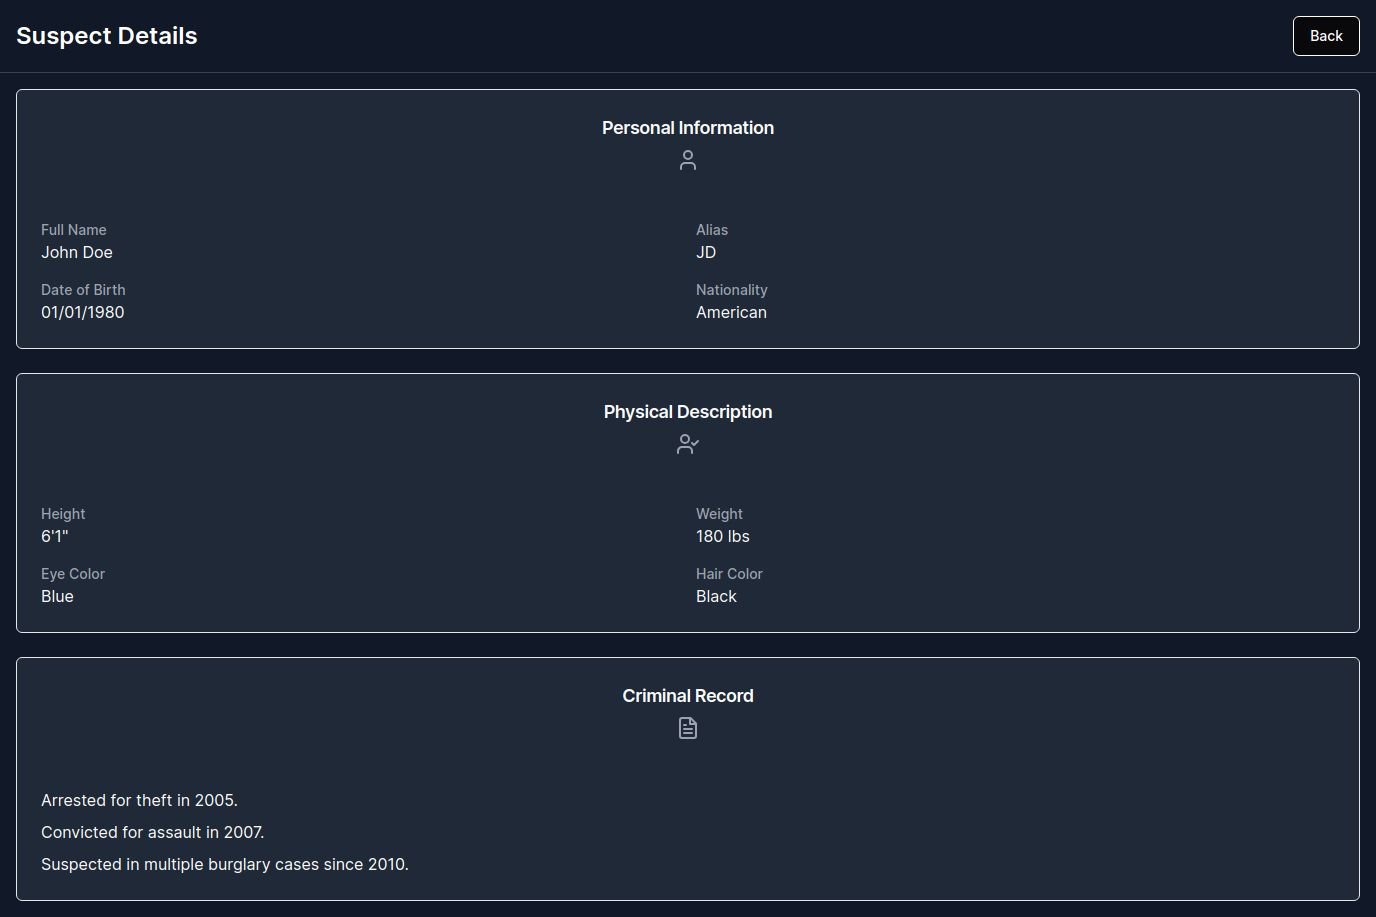 Suspect Details
Back
Personal Information
Full Name
John Doe
Alias
JD
Date of Birth
01/01/1980
Nationality
American
Physical Description
Height
6'1"
Weight
180 lbs
Eye Color
Blue
Hair Color
Black
Criminal Record
Arrested for theft in 2005.
Convicted for assault in 2007.
Suspected in multiple burglary cases since 2010.